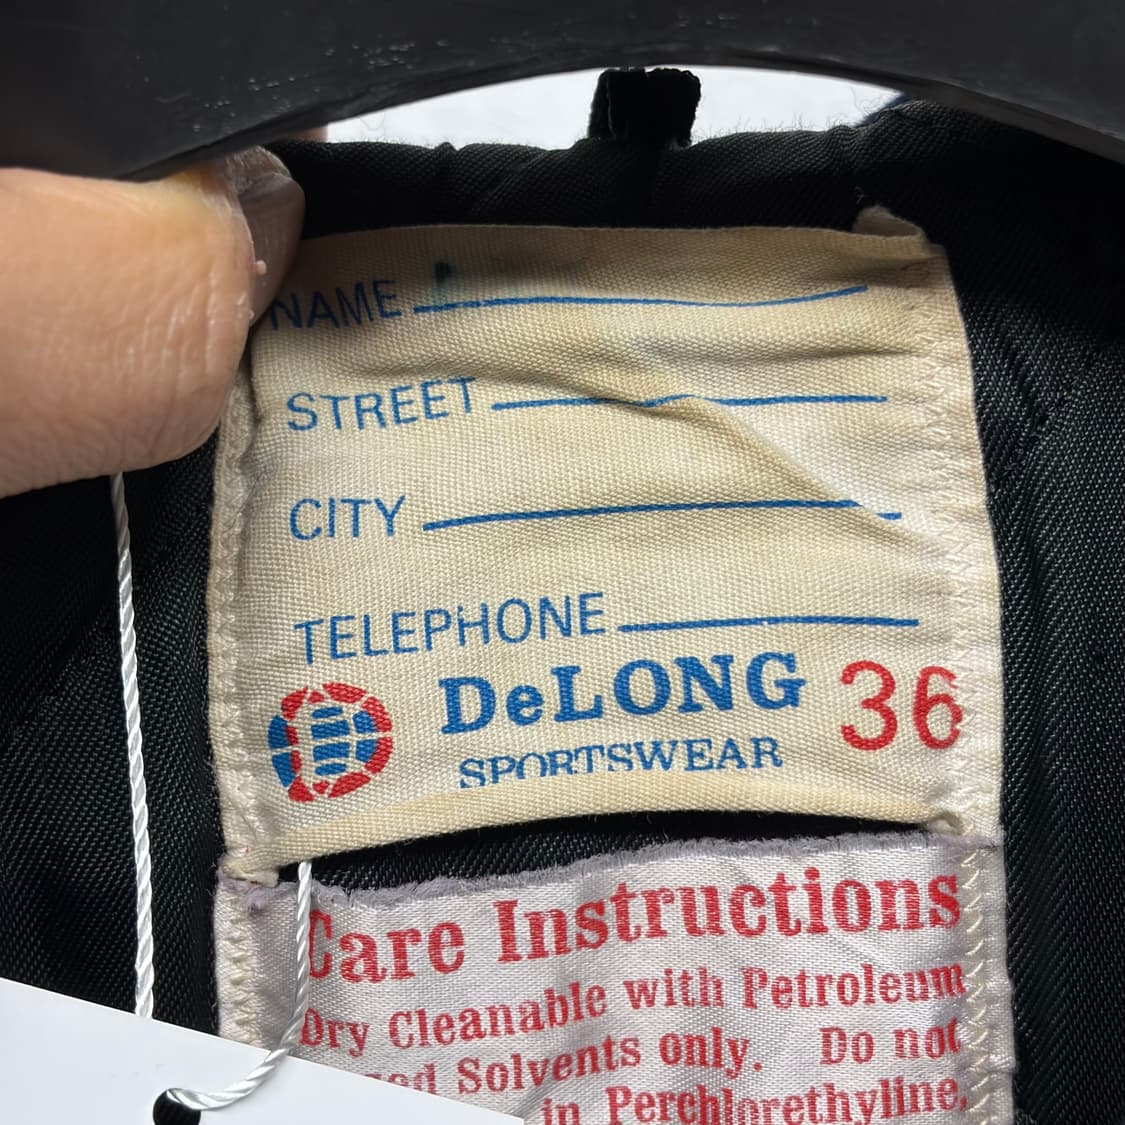 NAME
STREET
CITY
TELEPHONE
DeLONG 36
SPORTSWEAR
Care Instructions
Dry Cleanable with Petroleum
Solvents only. Do not
in Perchlorethyline,